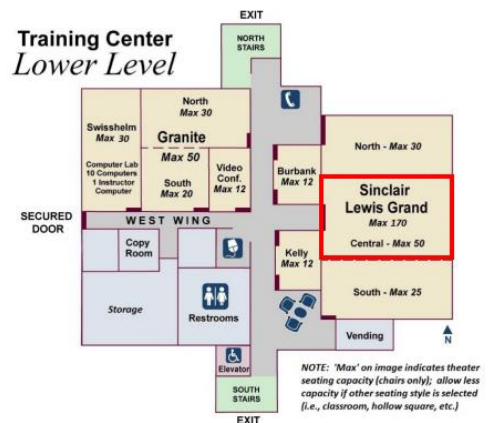 EXIT
Training Center
Lower Level
NORTH
STAIRS
North
Max 30
Swisshelm
Max 30
Granite
Max 50
Computer Lab
10 Computers
1 Instructor
Computer
South
Max 20
Video
Conf.
Max 12
Burbank
Max 12
North - Max 30
Sinclair
Lewis Grand
Max 170
Central - Max 50
SECURED
DOOR
WEST WING
Copy
Room
Kelly
Max 12
South - Max 25
Storage
Restrooms
Vending
N
Elevator
SOUTH
STAIRS
EXIT
NOTE: 'Max' on image indicates theater
seating capacity (chairs only); allow less
capacity if other seating style is selected
(i.e., classroom, hollow square, etc.)